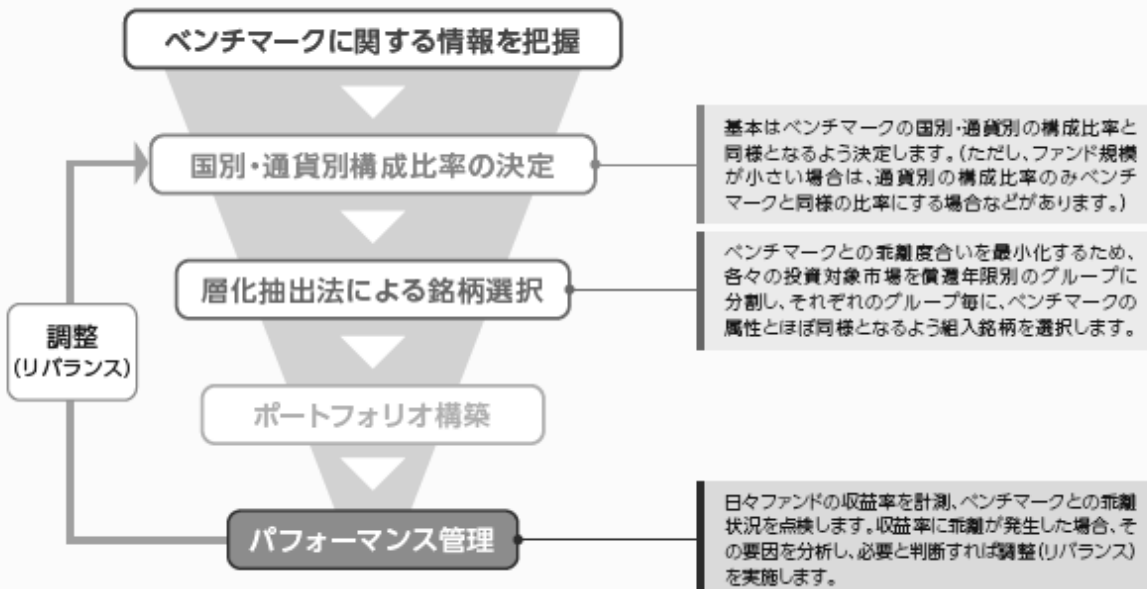 ベンチマークに関する情報を把握
国別・通貨別構成比率の決定
基本はベンチマークの国別・通貨別の構成比率と
同様となるよう決定します。(ただし、ファンド規模
が小さい場合は、通貨別の構成比率のみベンチ
マークと同様の比率にする場合などがあります。)
層化抽出法による銘柄選択
ベンチマークとの乖離度合いを最小化するため、
各々の投資対象市場を償還年限別のグループに
分割し、それぞれのグループ毎に、ベンチマークの
属性とほぼ同様となるよう組入銘柄を選択します。
調整
(リバランス)
ポートフォリオ構築
パフォーマンス管理
日々ファンドの収益率を計測、ベンチマークとの乖離
状況を点検します。収益率に乖離が発生した場合、そ
の要因を分析し、必要と判断すれば調整(リバランス)
を実施します。